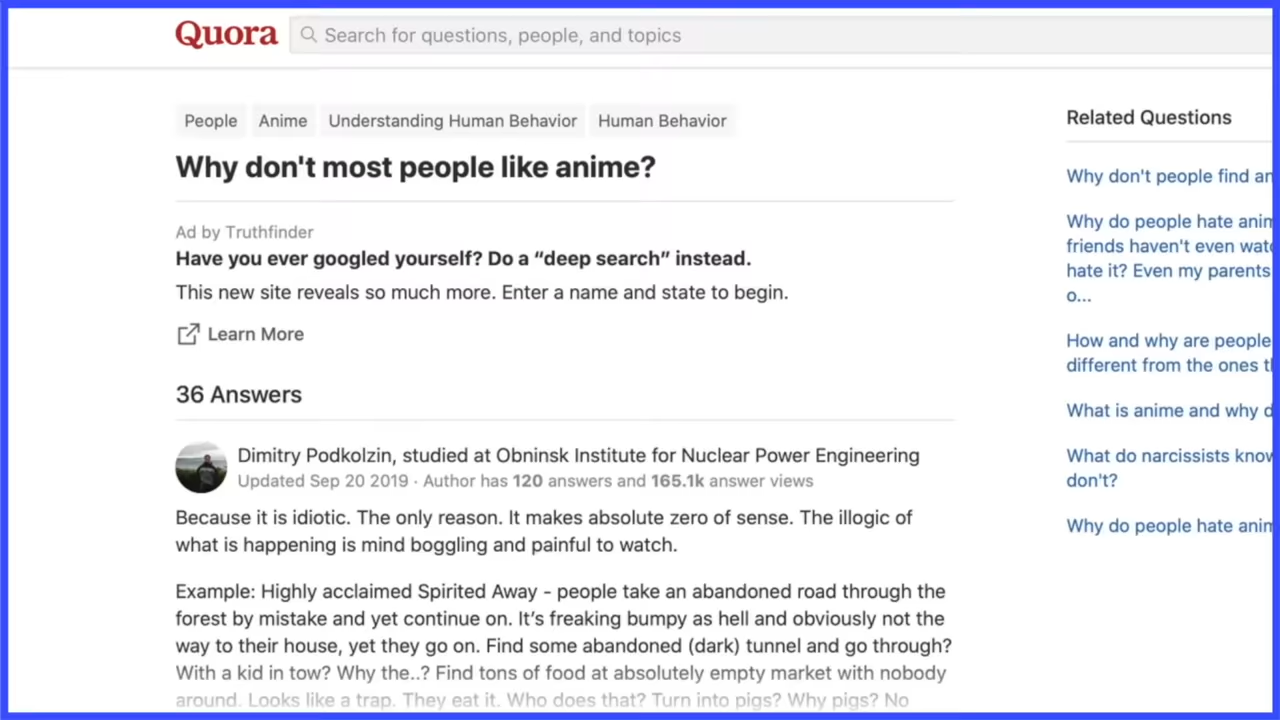 Quora
Search for questions, people, and topics
People
Anime
Understanding Human Behavior
Human Behavior
Why don't most people like anime?
Ad by Truthfinder
Have you ever googled yourself? Do a “deep search” instead.
This new site reveals so much more. Enter a name and state to begin.
Learn More
36 Answers
Dimitry Podkolzin, studied at Obninsk Institute for Nuclear Power Engineering
Updated Sep 20 2019 · Author has 120 answers and 165.1k answer views
Because it is idiotic. The only reason. It makes absolute zero of sense. The illogic of
what is happening is mind boggling and painful to watch.
Example: Highly acclaimed Spirited Away - people take an abandoned road through the
forest by mistake and yet continue on. It’s freaking bumpy as hell and obviously not the
way to their house, yet they go on. Find some abandoned (dark) tunnel and go through?
With a kid in tow? Why the..? Find tons of food at absolutely empty market with nobody
around. Looks like a trap. They eat it. Who does that? Turn into pigs? Why pigs? No
Related Questions
Why don't people find an
Why do people hate anim
friends haven't even wat
hate it? Even my parents
o...
How and why are people
different from the ones t
What is anime and why d
What do narcissists know
don't?
Why do people hate anim